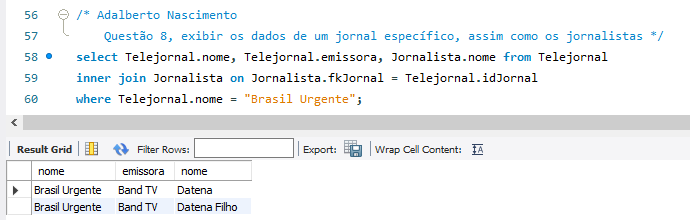 56 /* Adalberto Nascimento
57 Questão 8, exibir os dados de um jornal específico, assim como os jornalistas */
58 select Telejornal.nome, Telejornal.emissora, Jornalista.nome from Telejornal
59 inner join Jornalista on Jornalista.fkJornal = Telejornal.idJornal
60 where Telejornal.nome = "Brasil Urgente";
Result Grid Filter Rows: Export: Wrap Cell Content:
nome emissora nome
Brasil Urgente Band TV Datena
Brasil Urgente Band TV Datena Filho